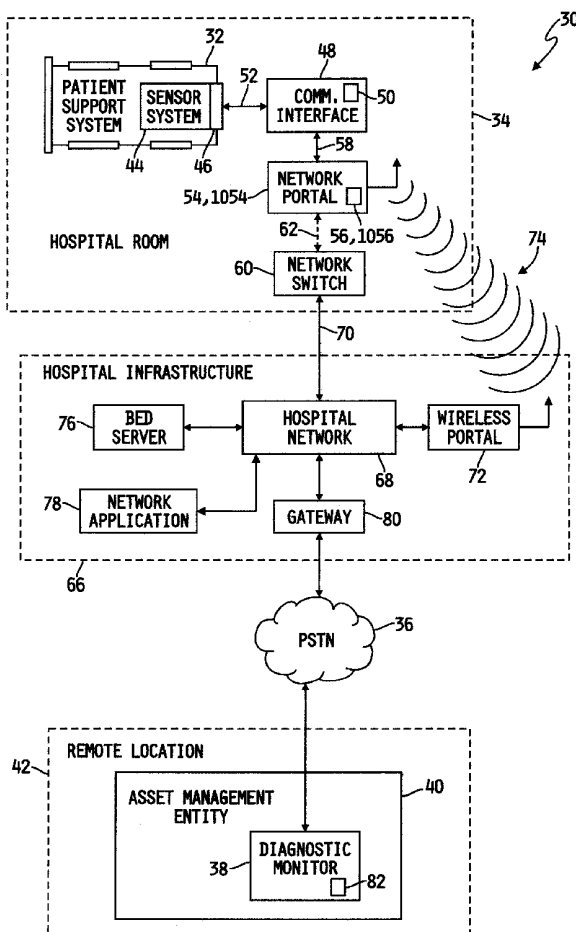 30
32
48
PATIENT
SUPPORT
SYSTEM
SENSOR
SYSTEM
52
COMM.
INTERFACE
50
44
46
58
34
54,1054
NETWORK
PORTAL
62
56,1056
74
HOSPITAL ROOM
60
NETWORK
SWITCH
70
HOSPITAL INFRASTRUCTURE
76
BED
SERVER
HOSPITAL
NETWORK
WIRELESS
PORTAL
68
72
78
NETWORK
APPLICATION
GATEWAY
80
66
36
PSTN
42
REMOTE LOCATION
40
ASSET MANAGEMENT
ENTITY
38
DIAGNOSTIC
MONITOR
82